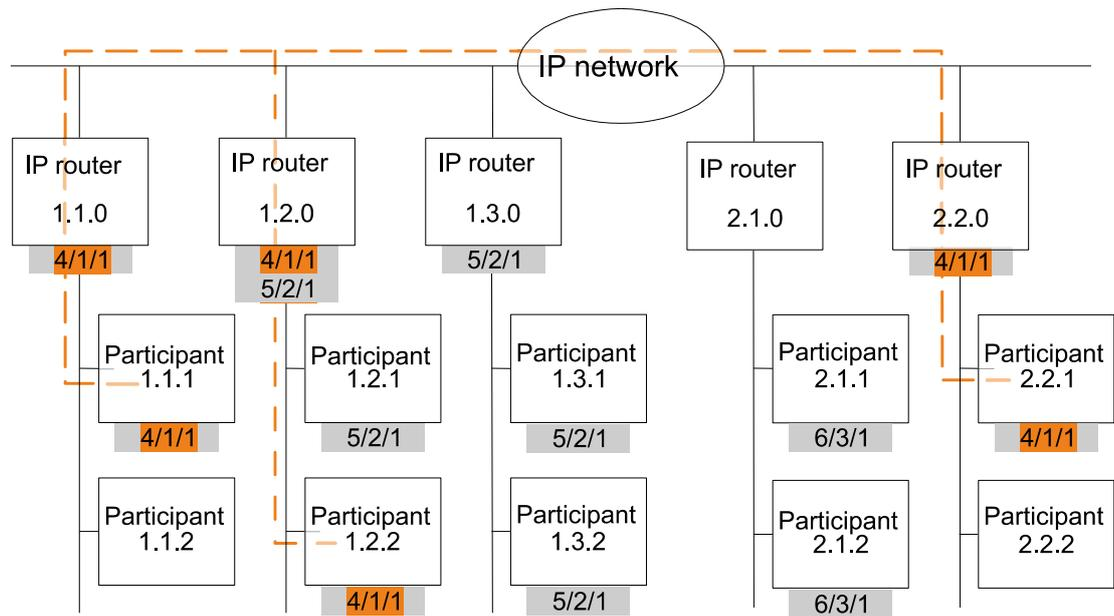 IP network
IP router
1.1.0
4/1/1
IP router
1.2.0
4/1/1
5/2/1
IP router
1.3.0
5/2/1
IP router
2.1.0
IP router
2.2.0
4/1/1
Participant
1.1.1
4/1/1
Participant
1.2.1
5/2/1
Participant
1.3.1
5/2/1
Participant
2.1.1
6/3/1
Participant
2.2.1
4/1/1
Participant
1.1.2
Participant
1.2.2
4/1/1
Participant
1.3.2
5/2/1
Participant
2.1.2
6/3/1
Participant
2.2.2